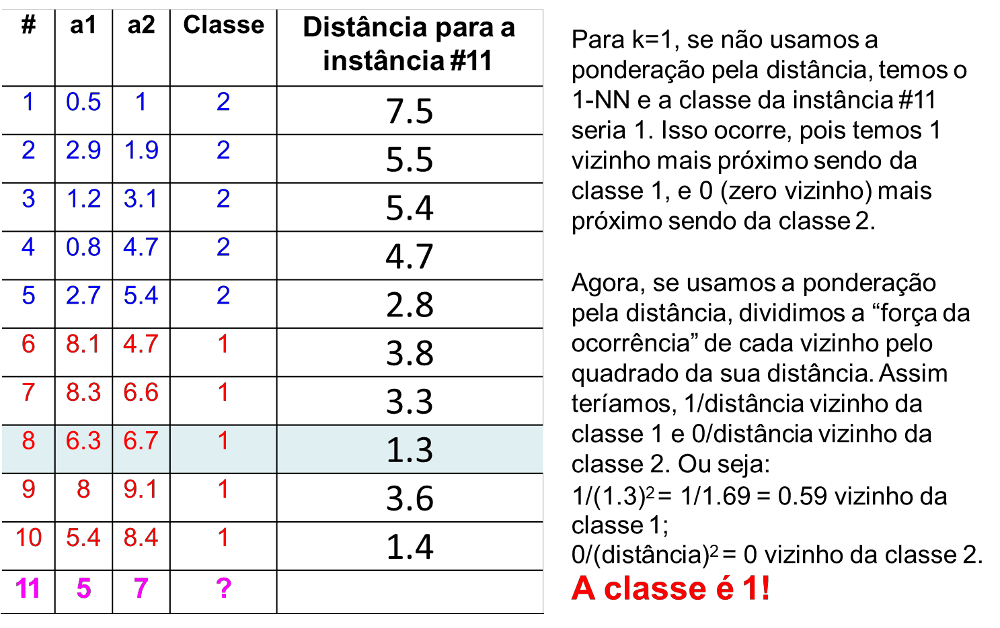 # a1 a2 Classe Distância para a
instância #11
1 0.5 1 2 7.5
2 2.9 1.9 2 5.5
3 1.2 3.1 2 5.4
4 0.8 4.7 2 4.7
5 2.7 5.4 2 2.8
6 8.1 4.7 1 3.8
7 8.3 6.6 1 3.3
8 6.3 6.7 1 1.3
9 8 9.1 1 3.6
10 5.4 8.4 1 1.4
11 5 7 ?
Para k=1, se não usamos a
ponderação pela distância, temos o
1-NN e a classe da instância #11
seria 1. Isso ocorre, pois temos 1
vizinho mais próximo sendo da
classe 1, e 0 (zero vizinho) mais
próximo sendo da classe 2.
Agora, se usamos a ponderação
pela distância, dividimos a “força da
ocorrência” de cada vizinho pelo
quadrado da sua distância. Assim
teríamos, 1/distância vizinho da
classe 1 e 0/distância vizinho da
classe 2. Ou seja:
1/(1.3)² = 1/1.69 = 0.59 vizinho da
classe 1;
0/(distância)² = 0 vizinho da classe 2.
A classe é 1!